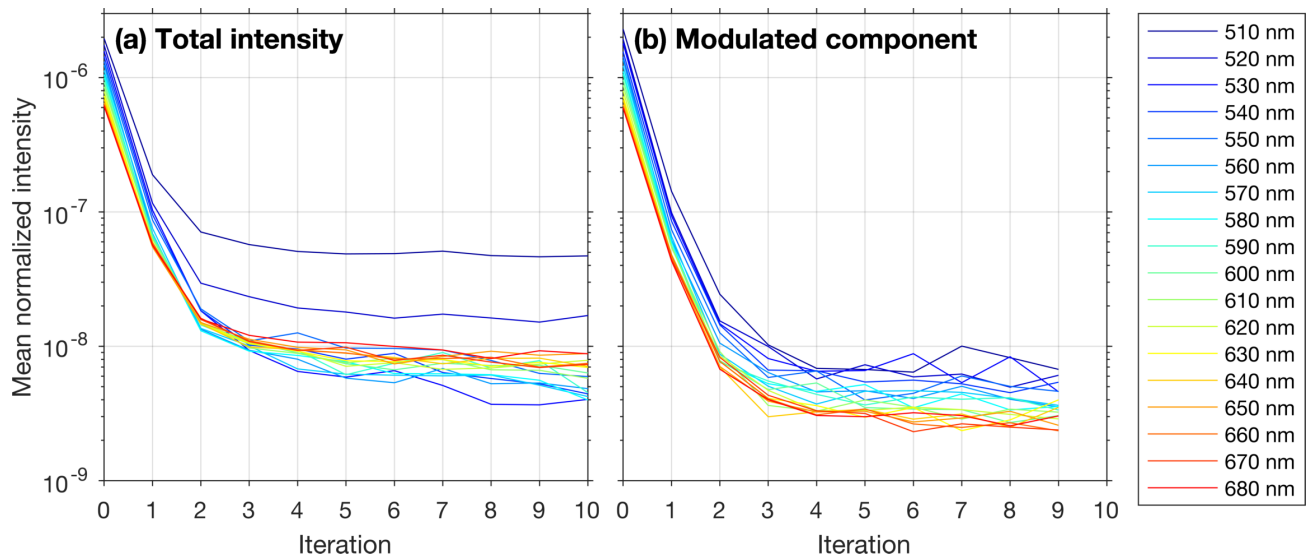 (a) Total intensity
(b) Modulated component
Mean normalized intensity
10-6
10-7
10-8
10-9
0 1 2 3 4 5 6 7 8 9 10
Iteration
0 1 2 3 4 5 6 7 8 9 10
Iteration
510 nm
520 nm
530 nm
540 nm
550 nm
560 nm
570 nm
580 nm
590 nm
600 nm
610 nm
620 nm
630 nm
640 nm
650 nm
660 nm
670 nm
680 nm